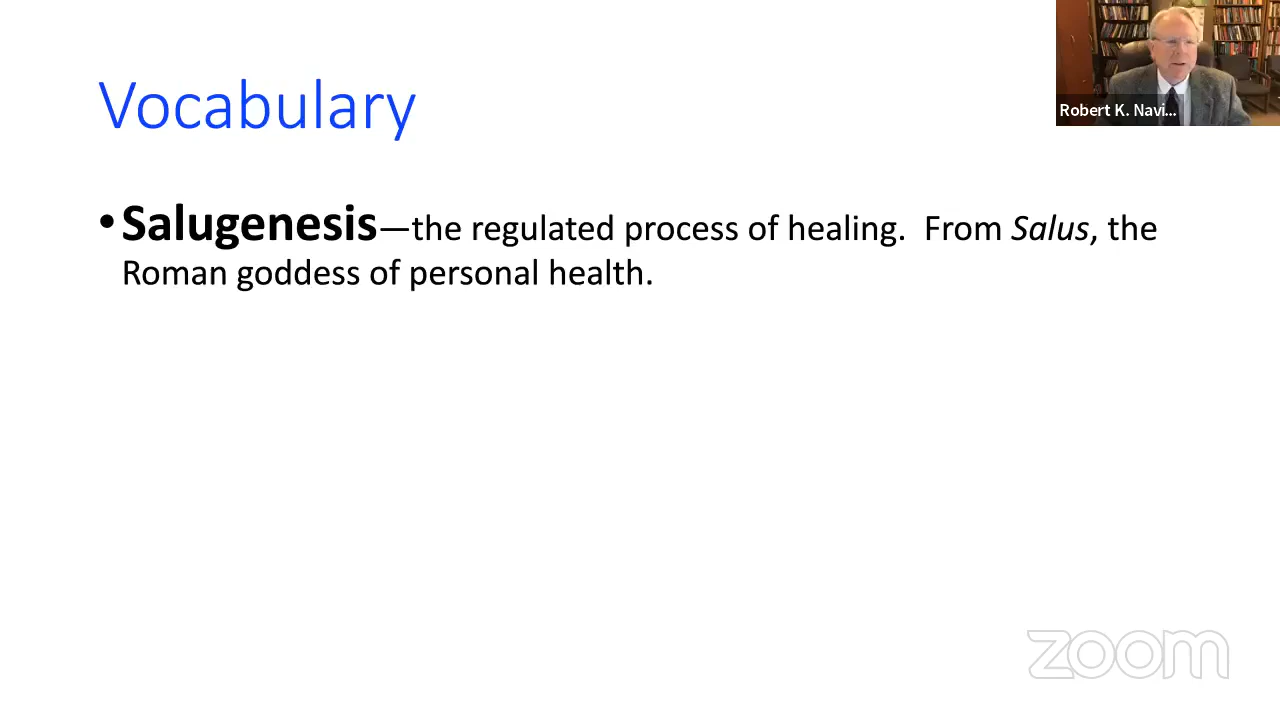 Vocabulary
Robert K. Navi...
•Salugenesis—the regulated process of healing. From Salus, the
Roman goddess of personal health.
zoom